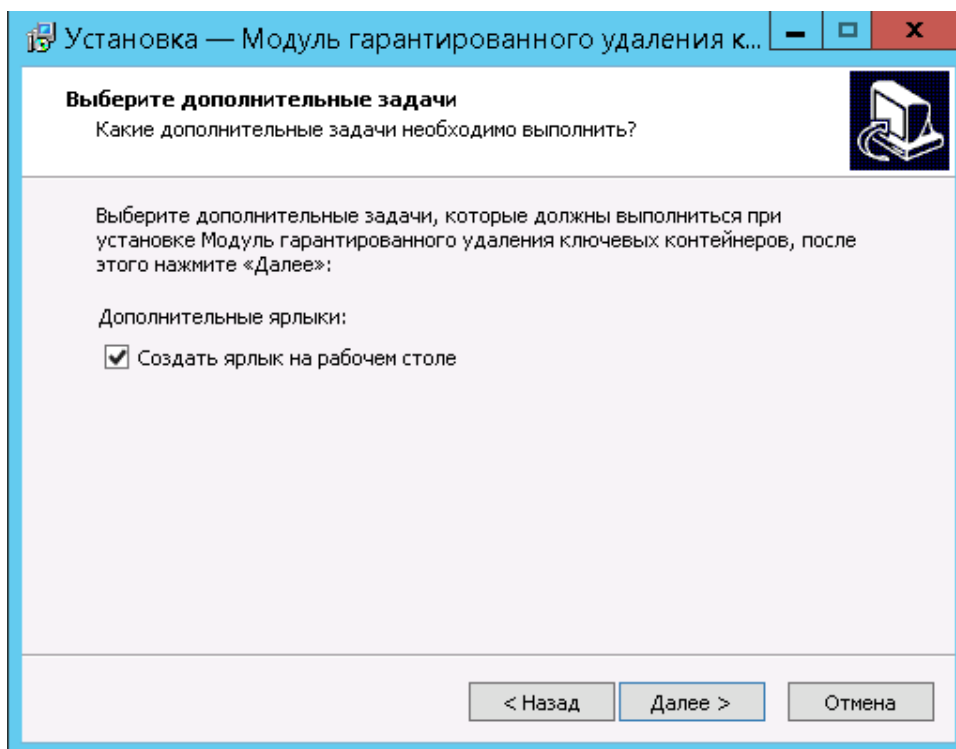 Установка — Модуль гарантированного удаления к...
Выберите дополнительные задачи
Какие дополнительные задачи необходимо выполнить?
Выберите дополнительные задачи, которые должны выполниться при
установке Модуль гарантированного удаления ключевых контейнеров, после
этого нажмите «Далее»:
Дополнительные ярлыки:
Создать ярлык на рабочем столе
< Назад
Далее >
Отмена